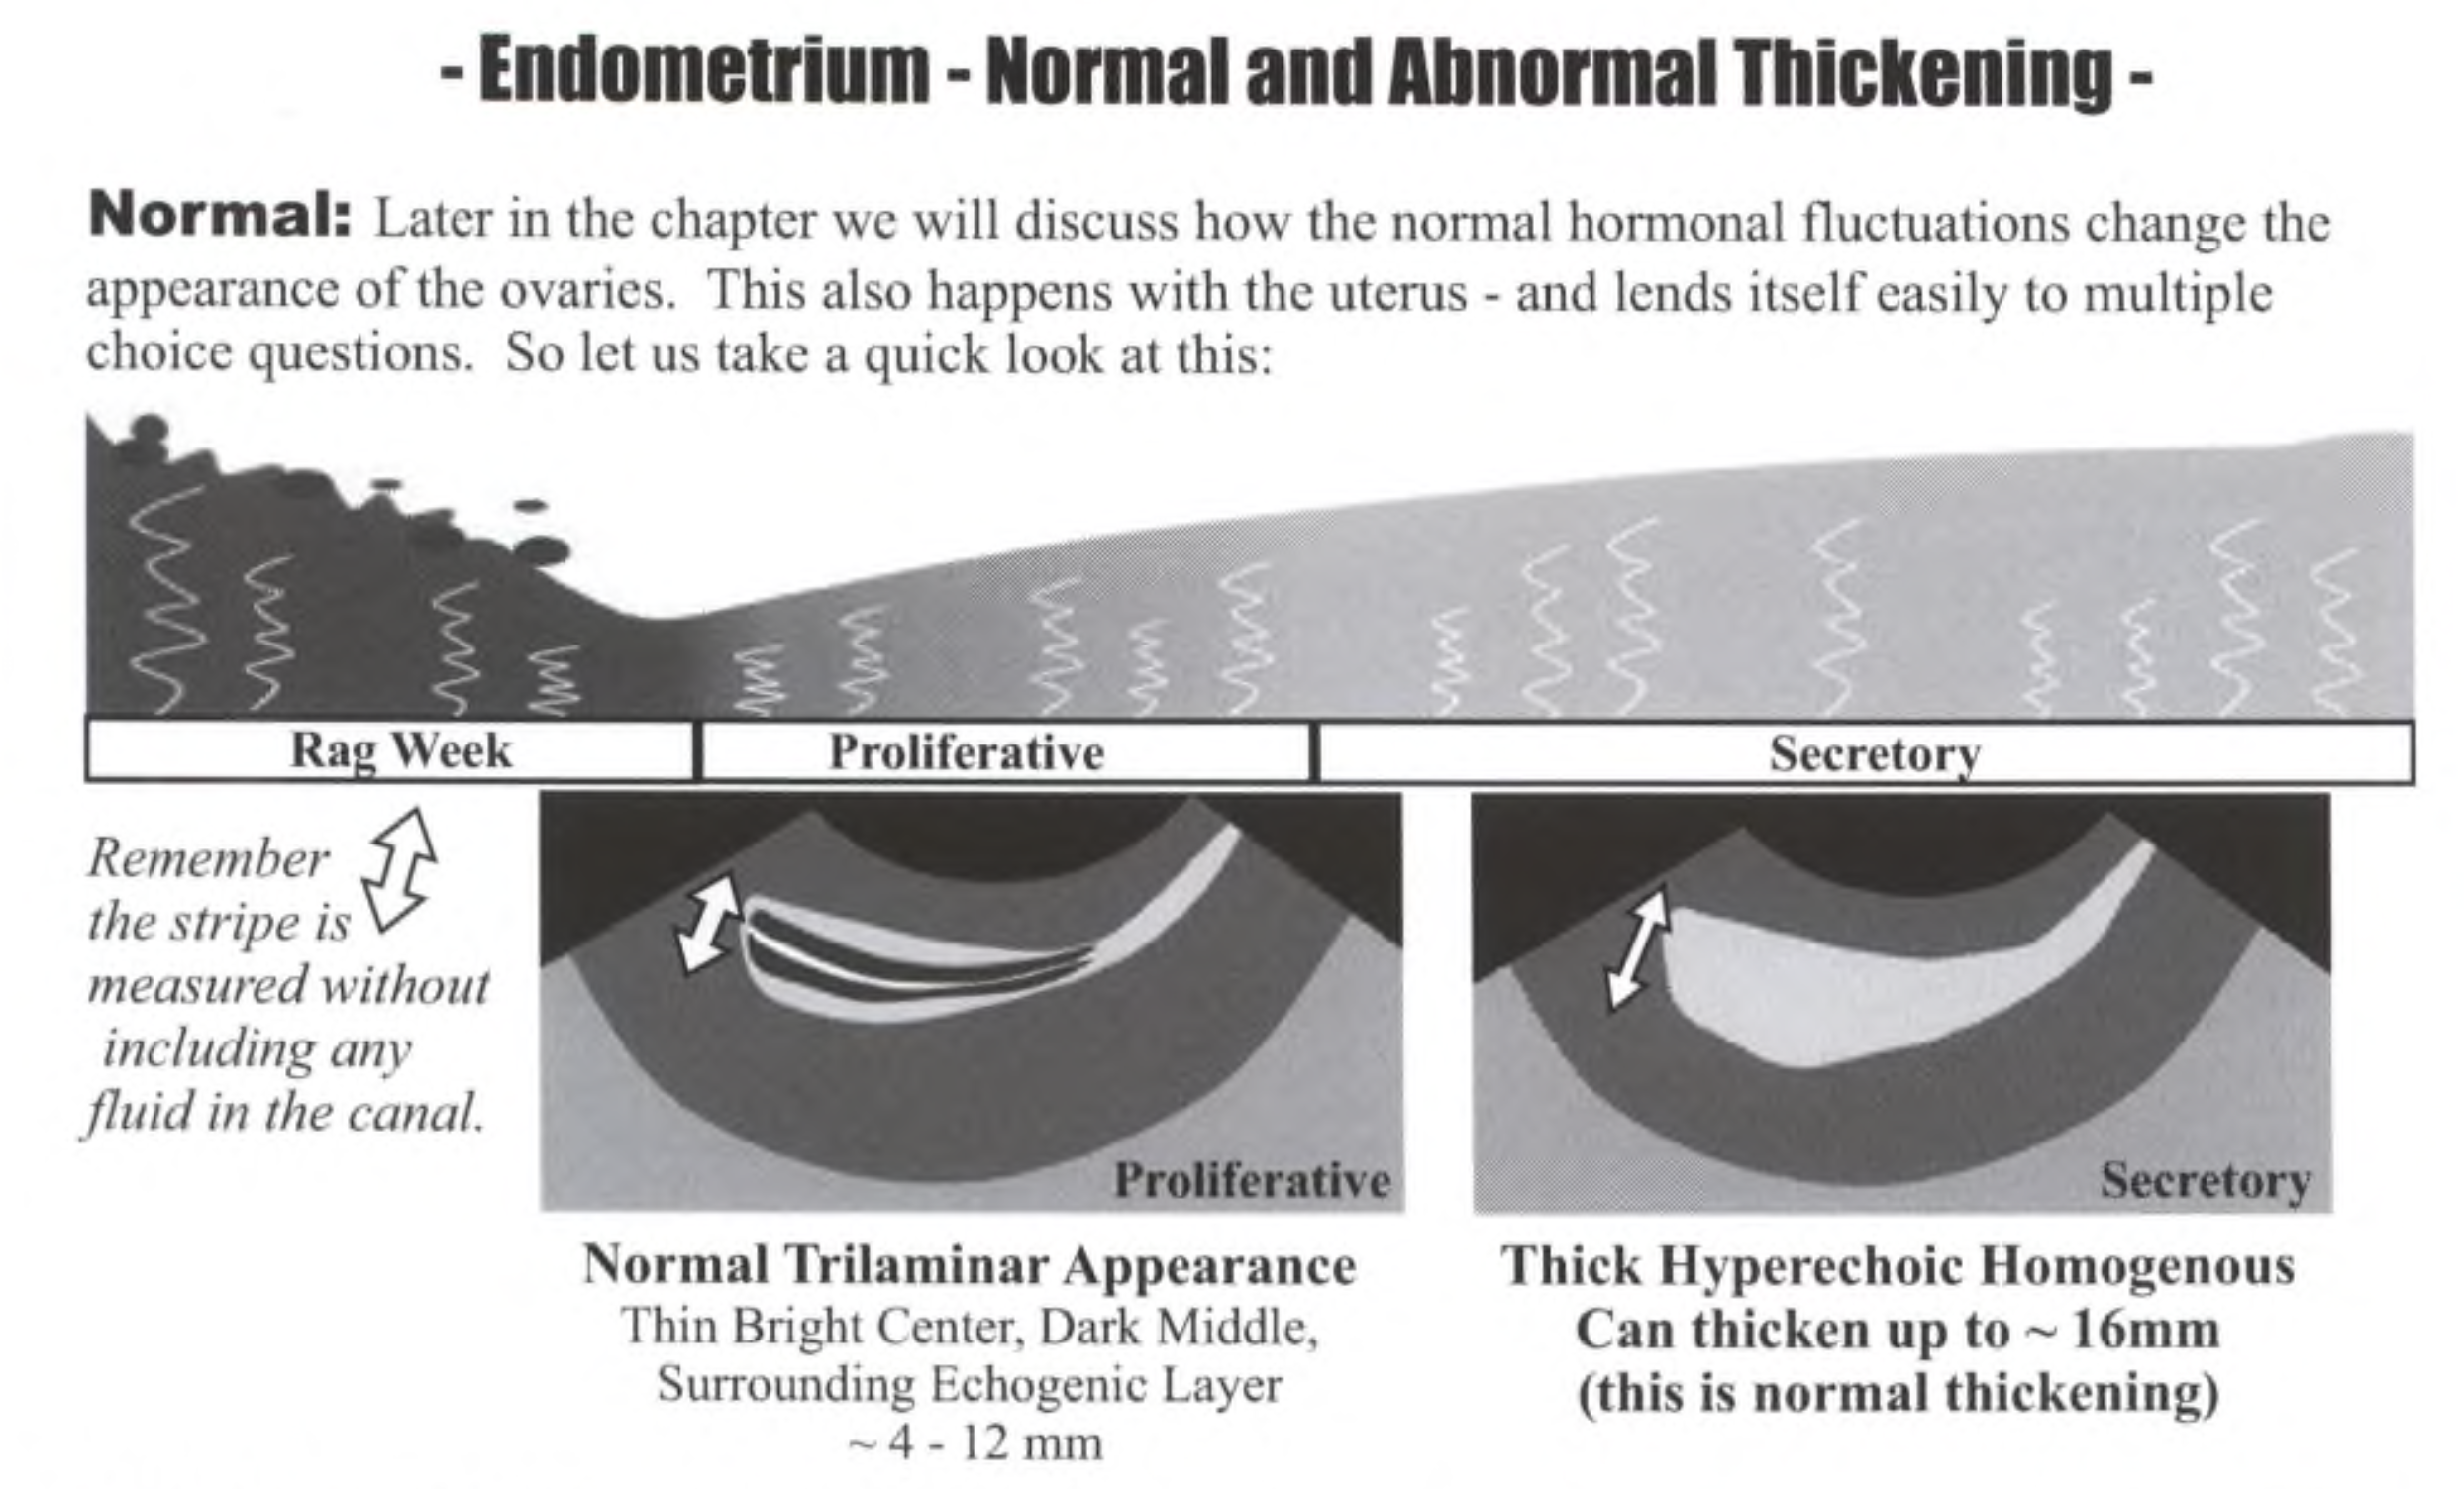 - Endometrium - Normal and Abnormal Thickening -
Normal: Later in the chapter we will discuss how the normal hormonal fluctuations change the
appearance of the ovaries. This also happens with the uterus - and lends itself easily to multiple
choice questions. So let us take a quick look at this:
Rag Week
Proliferative
Secretory
Remember
the stripe is
measured without
including any
fluid in the canal.
Proliferative
Normal Trilaminar Appearance
Thin Bright Center, Dark Middle,
Surrounding Echogenic Layer
~ 4 - 12 mm
Secretory
Thick Hyperechoic Homogenous
Can thicken up to ~ 16mm
(this is normal thickening)